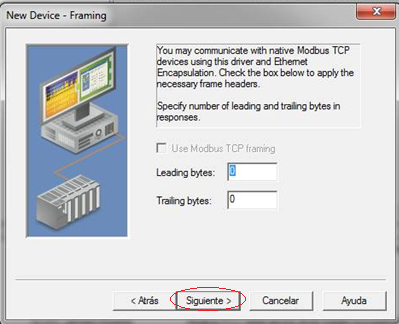 New Device - Framing
You may communicate with native Modbus TCP
devices using this driver and Ethernet
Encapsulation. Check the box below to apply the
necessary frame headers.
Specify number of leading and trailing bytes in
responses.
Use Modbus TCP framing
Leading bytes: 0
Trailing bytes: 0
< Atrás Siguiente > Cancelar Ayuda